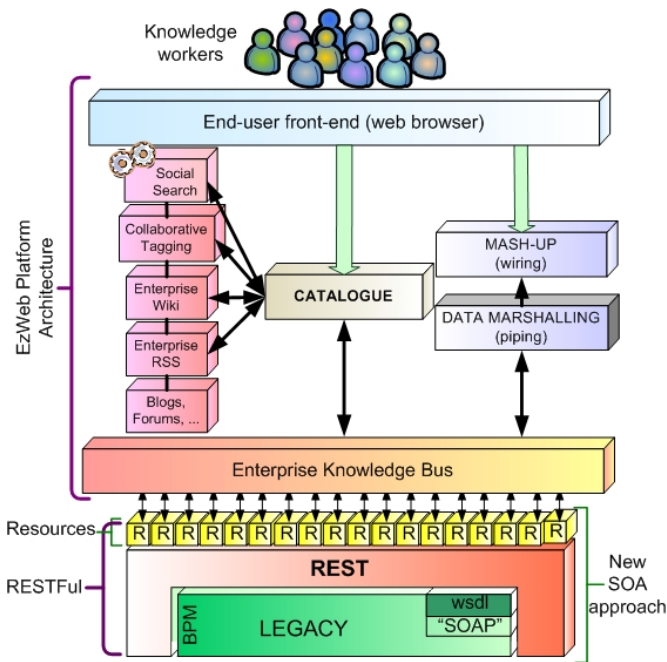 Knowledge
workers
End-user front-end (web browser)
Social
Search
Collaborative
Tagging
Enterprise
Wiki
Enterprise
RSS
Blogs,
Forums, ...
CATALOGUE
MASH-UP
(wiring)
DATA MARSHALLING
(piping)
EzWeb Platform
Architecture
Enterprise Knowledge Bus
Resources
R R R R R R R R R R R R R R R R R
RESTFul
REST
New
SOA
approach
BPM
LEGACY
wsdl
"SOAP"